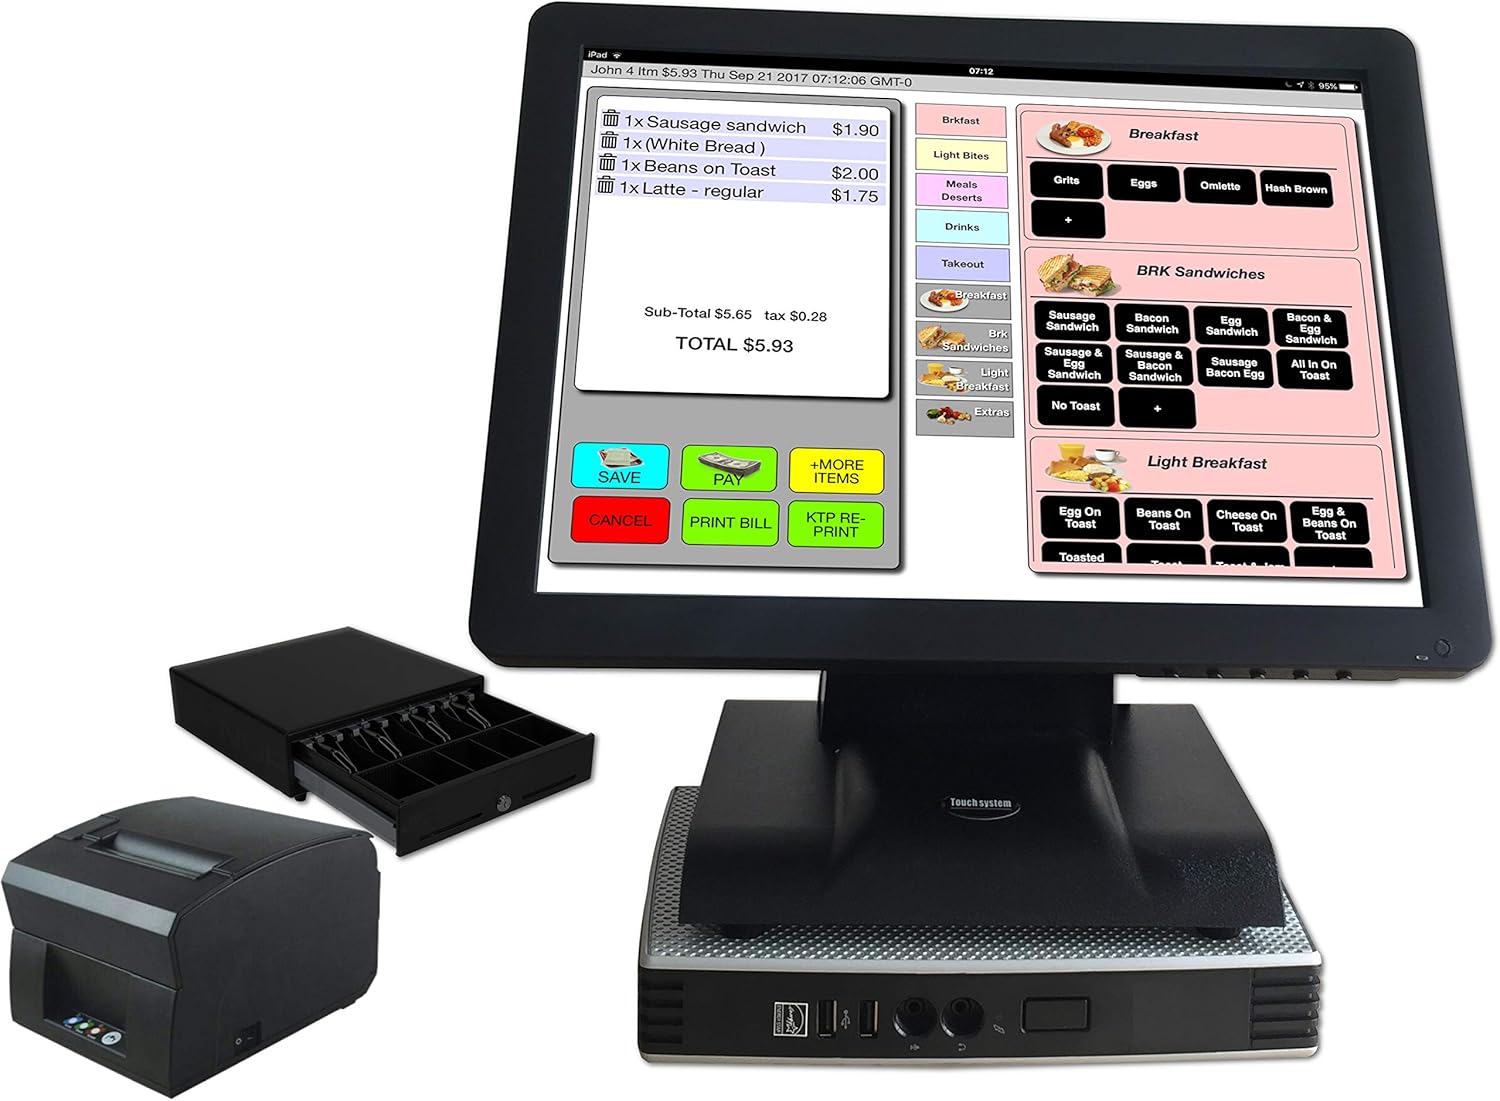 iPad
07:12
95%
John 4 Itm $5.93 Thu Sep 21 2017 07:12:06 GMT-0
1x Sausage sandwich $1.90
1x (White Bread )
1x Beans on Toast $2.00
1x Latte - regular $1.75
Sub-Total $5.65 tax $0.28
TOTAL $5.93
SAVE
PAY
+MORE
ITEMS
CANCEL
PRINT BILL
KTP RE-
PRINT
Brkfast
Light Bites
Meals
Deserts
Drinks
Takeout
Breakfast
Brk
Sandwiches
Light
Breakfast
Extras
Breakfast
Grits
Eggs
Omlette
Hash Brown
+
BRK Sandwiches
Sausage
Sandwich
Bacon
Sandwich
Egg
Sandwich
Bacon &
Egg
Sandwich
Sausage &
Egg
Sandwich
Sausage &
Bacon
Sandwich
Sausage
Bacon Egg
All In On
Toast
No Toast
+
Light Breakfast
Egg On
Toast
Beans On
Toast
Cheese On
Toast
Egg &
Beans On
Toast
Toasted
Toast
Toast & Jam
Touch system